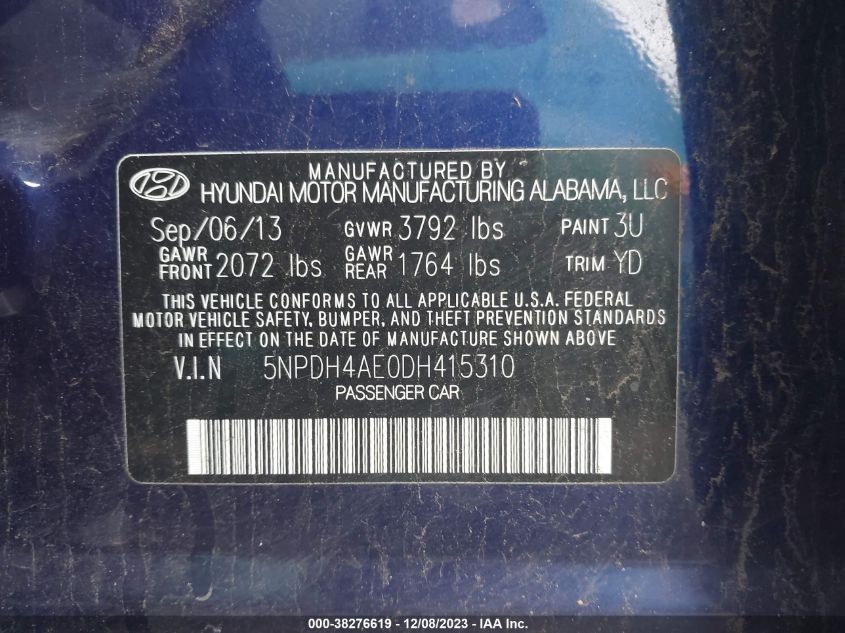 MANUFACTURED BY
HYUNDAI MOTOR MANUFACTURING ALABAMA, LLC
Sep/06/13 GVWR 3792 lbs PAINT 3U
GAWR FRONT 2072 lbs GAWR REAR 1764 lbs TRIM YD
THIS VEHICLE CONFORMS TO ALL APPLICABLE U.S.A. FEDERAL
MOTOR VEHICLE SAFETY, BUMPER, AND THEFT PREVENTION STANDARDS
IN EFFECT ON THE DATE OF MANUFACTURE SHOWN ABOVE.
V.I.N 5NPDH4AE0DH415310
PASSENGER CAR
000-38276619 - 12/08/2023 - IAA Inc.